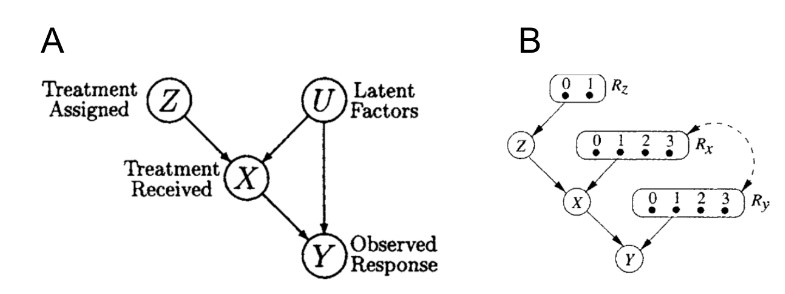 A
B
Treatment
Assigned
Z
U
Latent
Factors
Treatment
Received
X
Y
Observed
Response
0 1
R_z
Z
0 1 2 3
R_x
X
0 1 2 3
R_y
Y